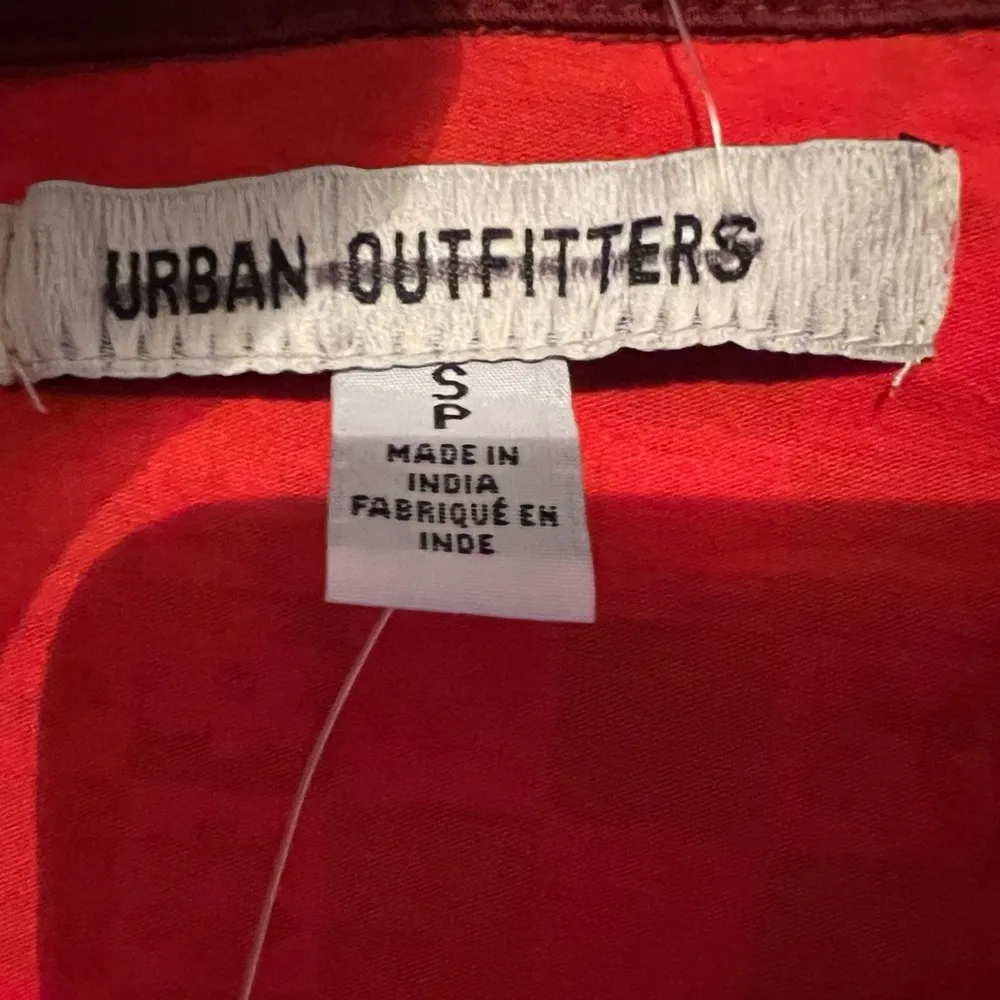 URBAN OUTFITTERS
S
P
MADE IN
INDIA
FABRIQUÉ EN
INDE